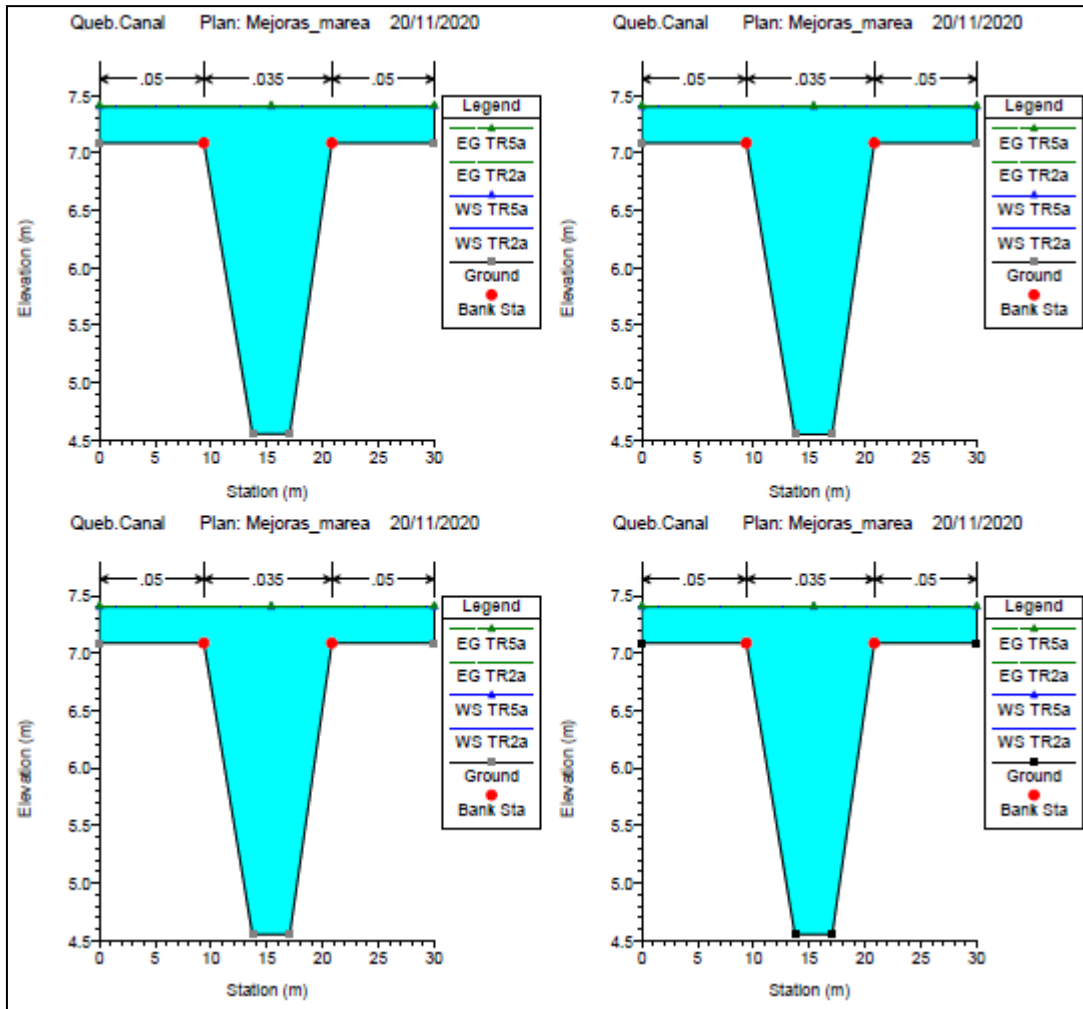 Queb.Canal Plan: Mejoras_marea 20/11/2020
.05 .035 .05
7.5
7.0
6.5
6.0
5.5
5.0
4.5
Elevation (m)
0 5 10 15 20 25 30
Station (m)
Legend
EG TR5a
EG TR2a
WS TR5a
WS TR2a
Ground
Bank Sta
Queb.Canal Plan: Mejoras_marea 20/11/2020
.05 .035 .05
7.5
7.0
6.5
6.0
5.5
5.0
4.5
Elevation (m)
0 5 10 15 20 25 30
Station (m)
Legend
EG TR5a
EG TR2a
WS TR5a
WS TR2a
Ground
Bank Sta
Queb.Canal Plan: Mejoras_marea 20/11/2020
.05 .035 .05
7.5
7.0
6.5
6.0
5.5
5.0
4.5
Elevation (m)
0 5 10 15 20 25 30
Station (m)
Legend
EG TR5a
EG TR2a
WS TR5a
WS TR2a
Ground
Bank Sta
Queb.Canal Plan: Mejoras_marea 20/11/2020
.05 .035 .05
7.5
7.0
6.5
6.0
5.5
5.0
4.5
Elevation (m)
0 5 10 15 20 25 30
Station (m)
Legend
EG TR5a
EG TR2a
WS TR5a
WS TR2a
Ground
Bank Sta